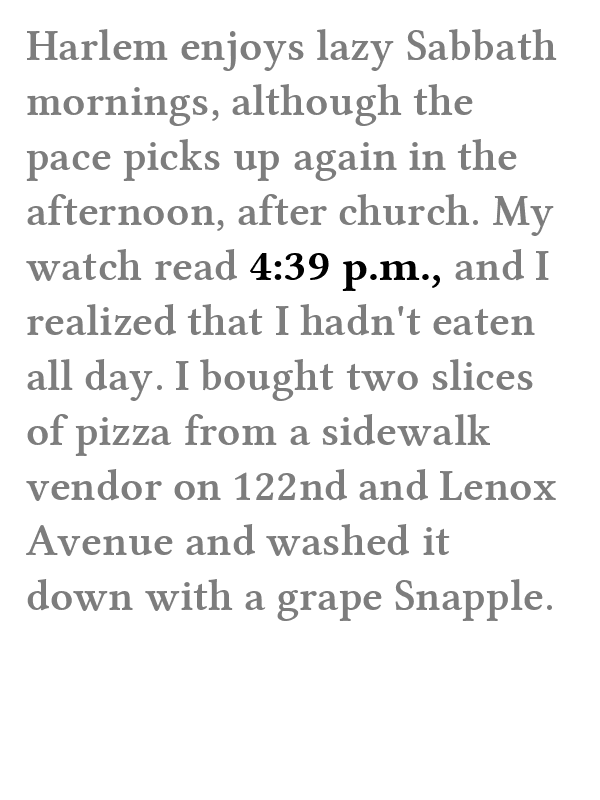 Harlem enjoys lazy Sabbath
mornings, although the
pace picks up again in the
afternoon, after church. My
watch read 4:39 p.m., and I
realized that I hadn't eaten
all day. I bought two slices
of pizza from a sidewalk
vendor on 122nd and Lenox
Avenue and washed it
down with a grape Snapple.